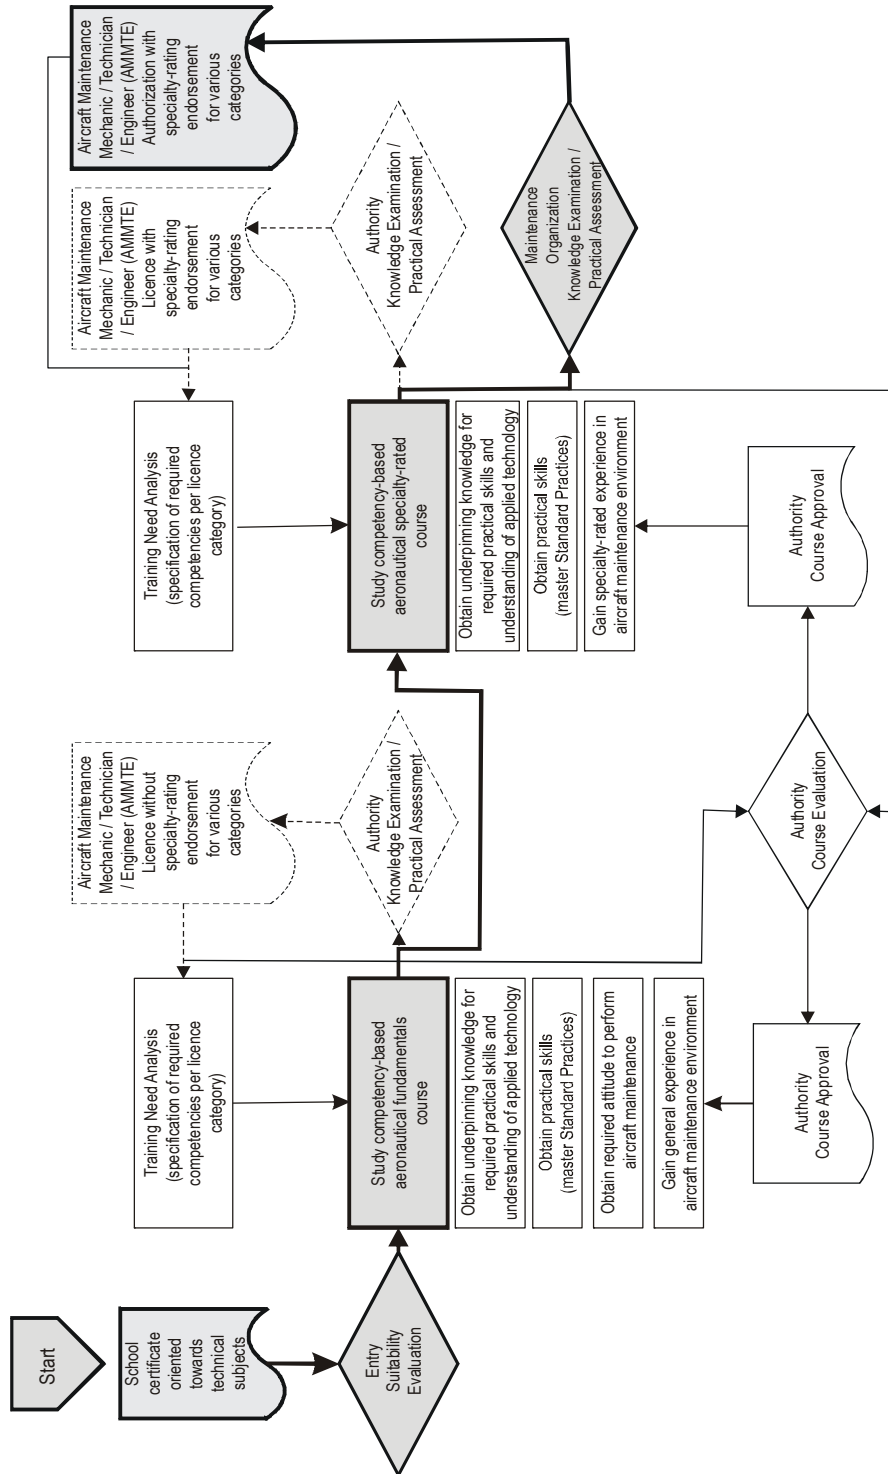 Start
School
certificate
oriented
towards
technical
subjects
Entry
Suitability
Evaluation
Training Need Analysis
(specification of required
competencies per licence
category)
Study competency-based
aeronautical fundamentals
course
Obtain underpinning knowledge for
required practical skills and
understanding of applied technology
Obtain practical skills
(master Standard Practices)
Obtain required attitude to perform
aircraft maintenance
Gain general experience in
aircraft maintenance environment
Authority
Course Approval
Aircraft Maintenance
Mechanic / Technician
/ Engineer (AMMTE)
Licence without
specialty-rating
endorsement
for various
categories
Authority
Knowledge Examination /
Practical Assessment
Authority
Course Evaluation
Training Need Analysis
(specification of required
competencies per licence
category)
Study competency-based
aeronautical specialty-rated
course
Obtain underpinning knowledge for
required practical skills and
understanding of applied technology
Obtain practical skills
(master Standard Practices)
Gain specialty-rated experience in
aircraft maintenance environment
Authority
Course Approval
Aircraft Maintenance
Mechanic / Technician
/ Engineer (AMMTE)
Licence with
specialty-rating
endorsement
for various
categories
Authority
Knowledge Examination /
Practical Assessment
Maintenance
Organization
Knowledge Examination /
Practical Assessment
Aircraft Maintenance
Mechanic / Technician
/ Engineer (AMMTE)
Authorization with
specialty-rating
endorsement
for various
categories